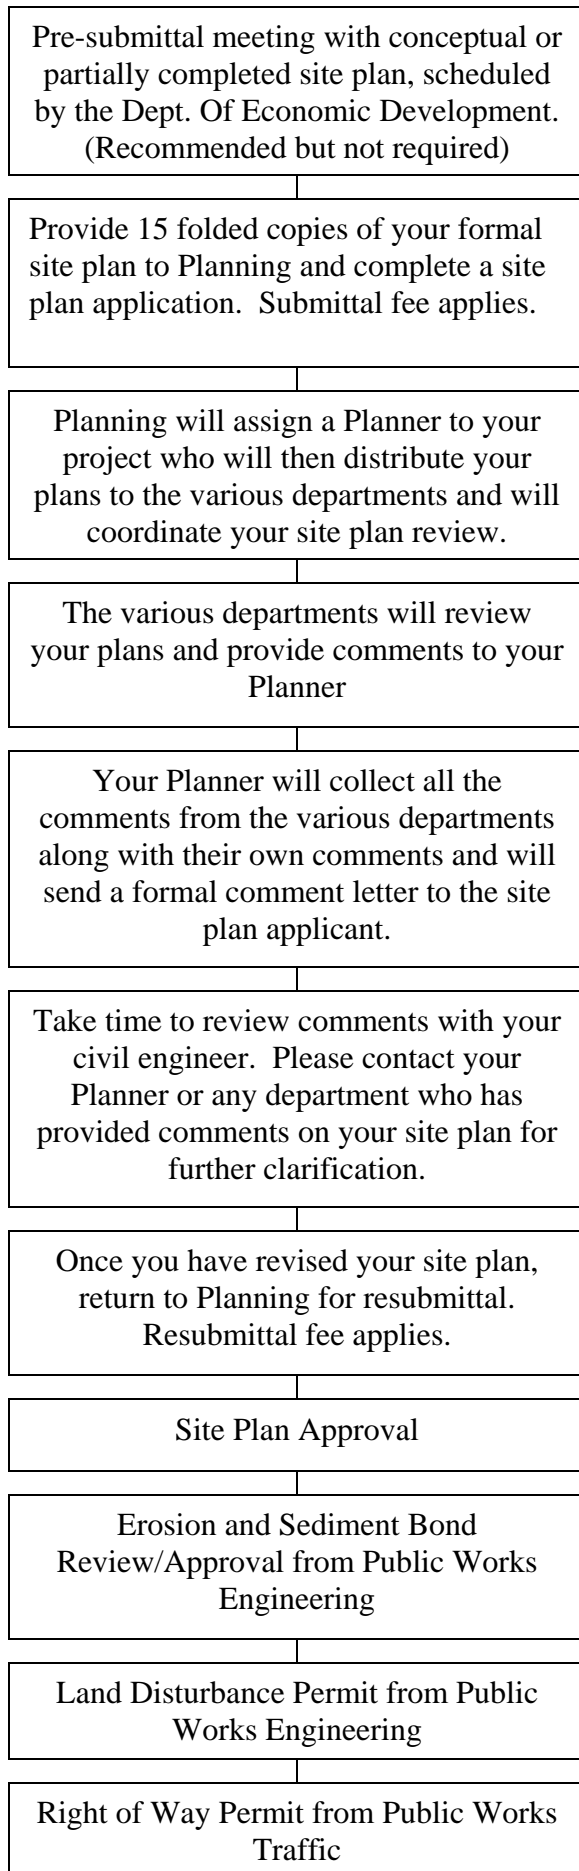 Pre-submittal meeting with conceptual or
partially completed site plan, scheduled
by the Dept. Of Economic Development.
(Recommended but not required)
Provide 15 folded copies of your formal
site plan to Planning and complete a site
plan application.  Submittal fee applies.
Planning will assign a Planner to your
project who will then distribute your
plans to the various departments and will
coordinate your site plan review.
The various departments will review
your plans and provide comments to your
Planner
Your Planner will collect all the
comments from the various departments
along with their own comments and will
send a formal comment letter to the site
plan applicant.
Take time to review comments with your
civil engineer.  Please contact your
Planner or any department who has
provided comments on your site plan for
further clarification.
Once you have revised your site plan,
return to Planning for resubmittal.
Resubmittal fee applies.
Site Plan Approval
Erosion and Sediment Bond
Review/Approval from Public Works
Engineering
Land Disturbance Permit from Public
Works Engineering
Right of Way Permit from Public Works
Traffic